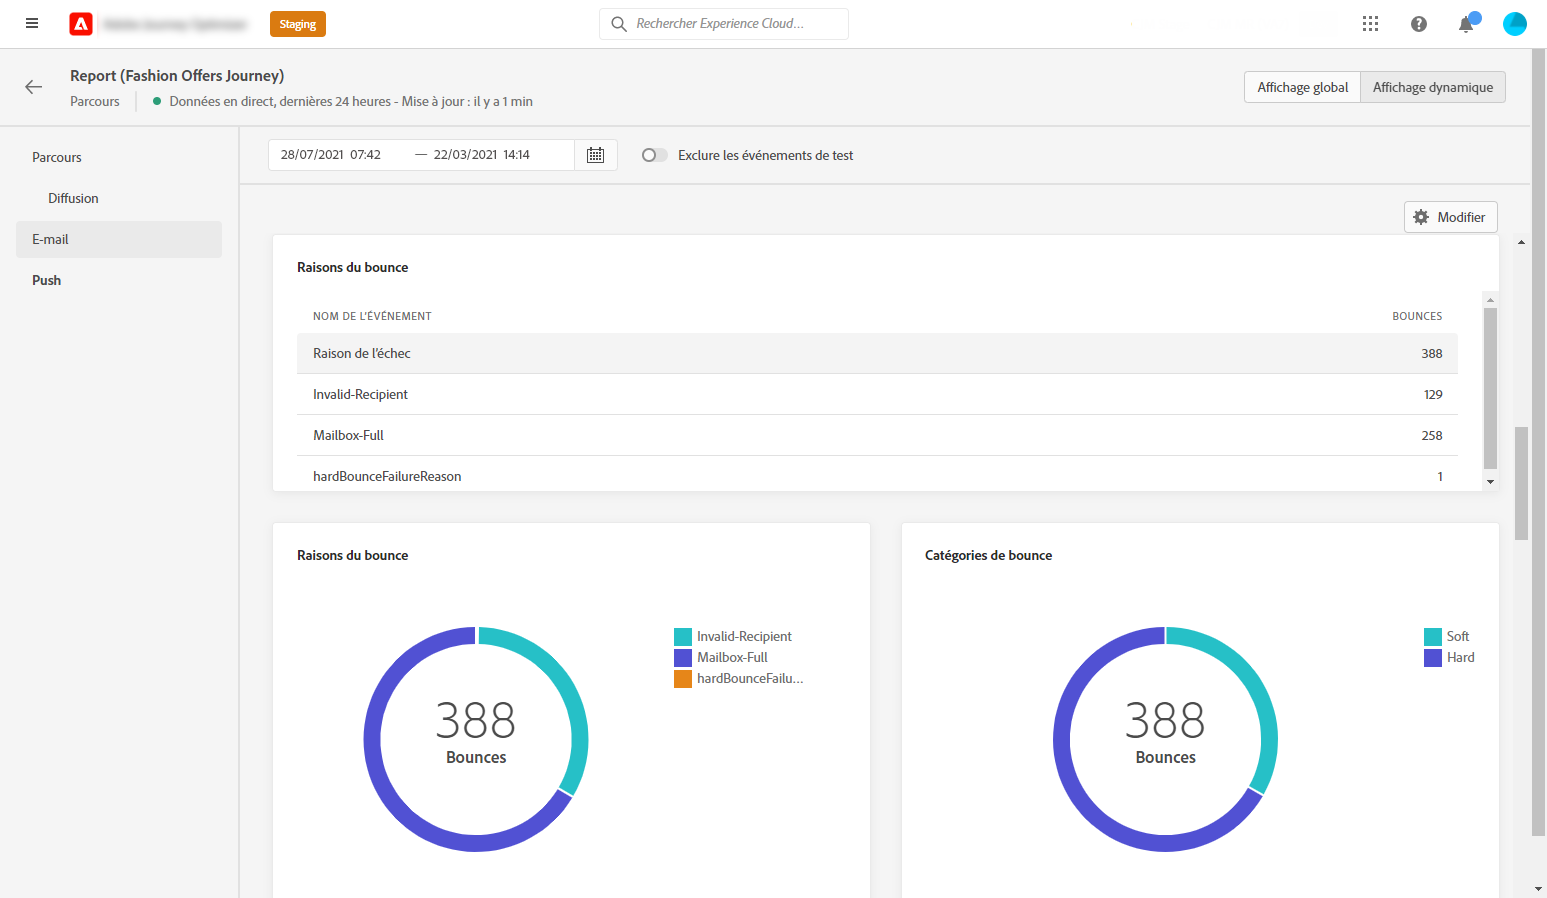 Staging
Rechercher Experience Cloud...
Report (Fashion Offers Journey)
Parcours
Données en direct, dernières 24 heures - Mise à jour : il y a 1 min
Affichage global
Affichage dynamique
Parcours
Diffusion
E-mail
Push
28/07/2021 07:42 — 22/03/2021 14:14
Exclure les événements de test
Modifier
Raisons du bounce
NOM DE L'ÉVÉNEMENT BOUNCES
Raison de l'échec 388
Invalid-Recipient 129
Mailbox-Full 258
hardBounceFailureReason 1
Raisons du bounce
388
Bounces
Invalid-Recipient
Mailbox-Full
hardBounceFailu...
Catégories de bounce
388
Bounces
Soft
Hard